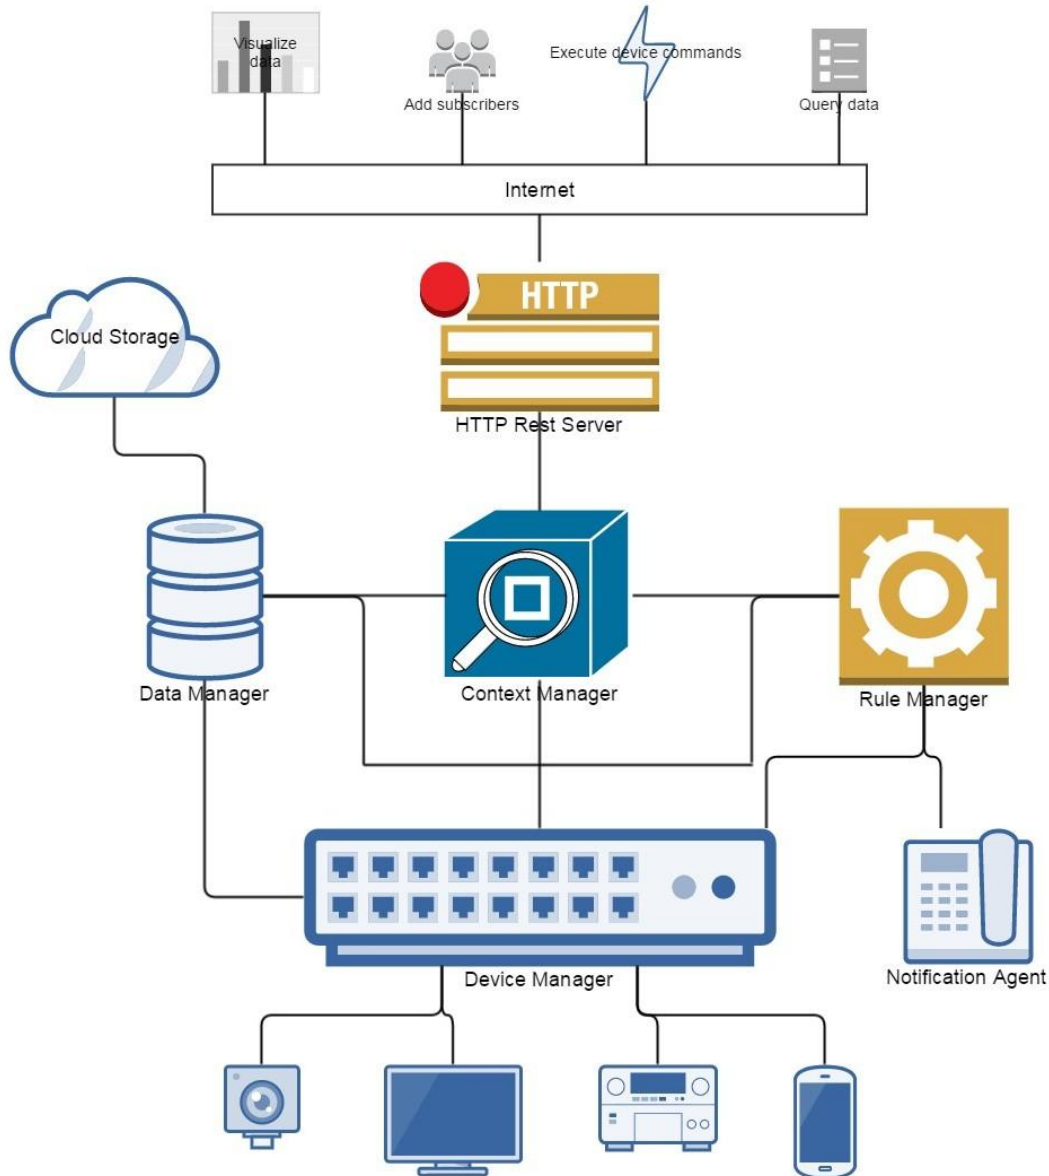 Visualize
data
Add subscribers
Execute device commands
Query data
Internet
HTTP
Cloud Storage
HTTP Rest Server
Data Manager
Context Manager
Rule Manager
Device Manager
Notification Agent